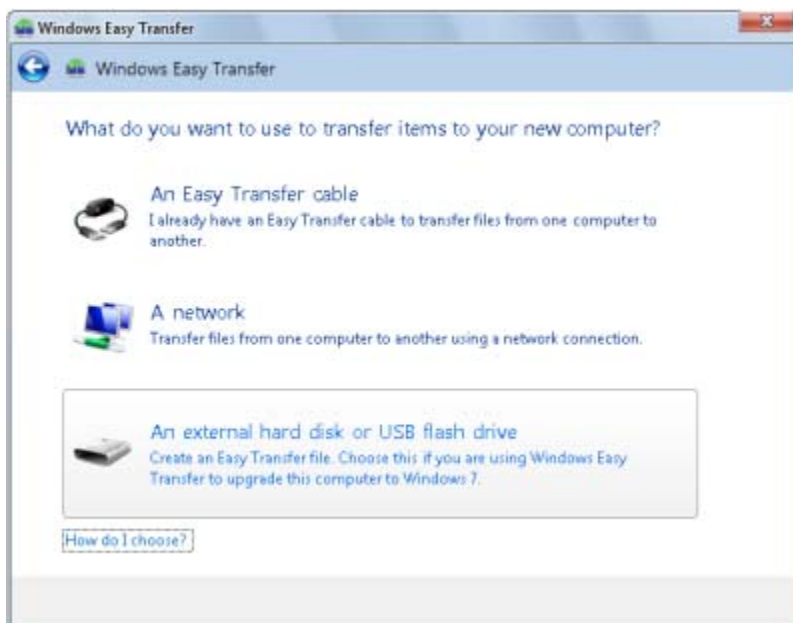 Windows Easy Transfer
Windows Easy Transfer
What do you want to use to transfer items to your new computer?
An Easy Transfer cable
I already have an Easy Transfer cable to transfer files from one computer to
another.
A network
Transfer files from one computer to another using a network connection.
An external hard disk or USB flash drive
Create an Easy Transfer file. Choose this if you are using Windows Easy
Transfer to upgrade this computer to Windows 7.
How do I choose?